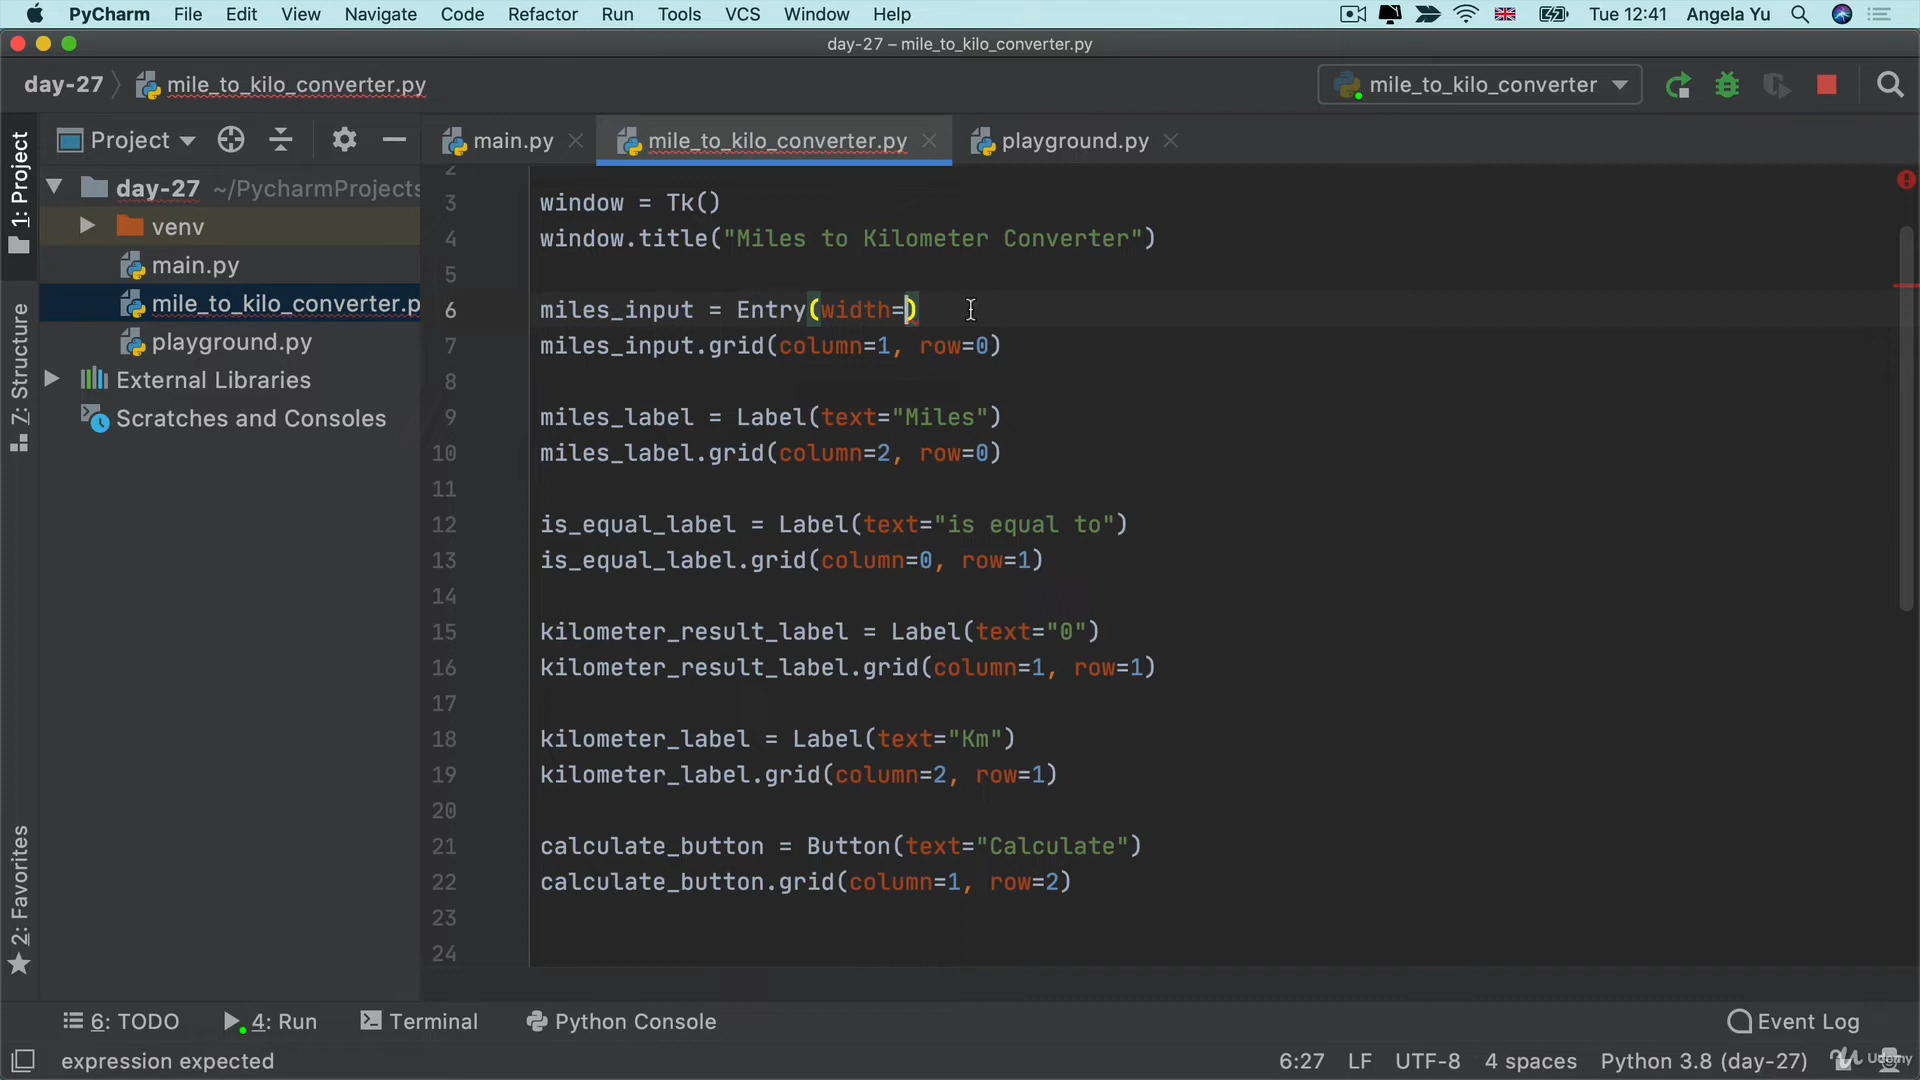 PyCharm File Edit View Navigate Code Refactor Run Tools VCS Window Help Tue 12:41 Angela Yu
day-27 – mile_to_kilo_converter.py
day-27 mile_to_kilo_converter.py mile_to_kilo_converter
Project main.py mile_to_kilo_converter.py playground.py
1: Project
7: Structure
2: Favorites
day-27 ~/PycharmProjects
venv
main.py
mile_to_kilo_converter.p
playground.py
External Libraries
Scratches and Consoles
2
3 window = Tk()
4 window.title("Miles to Kilometer Converter")
5
6 miles_input = Entry(width=)
7 miles_input.grid(column=1, row=0)
8
9 miles_label = Label(text="Miles")
10 miles_label.grid(column=2, row=0)
11
12 is_equal_label = Label(text="is equal to")
13 is_equal_label.grid(column=0, row=1)
14
15 kilometer_result_label = Label(text="0")
16 kilometer_result_label.grid(column=1, row=1)
17
18 kilometer_label = Label(text="Km")
19 kilometer_label.grid(column=2, row=1)
20
21 calculate_button = Button(text="Calculate")
22 calculate_button.grid(column=1, row=2)
23
24
6: TODO 4: Run Terminal Python Console Event Log
expression expected 6:27 LF UTF-8 4 spaces Python 3.8 (day-27) Udemy